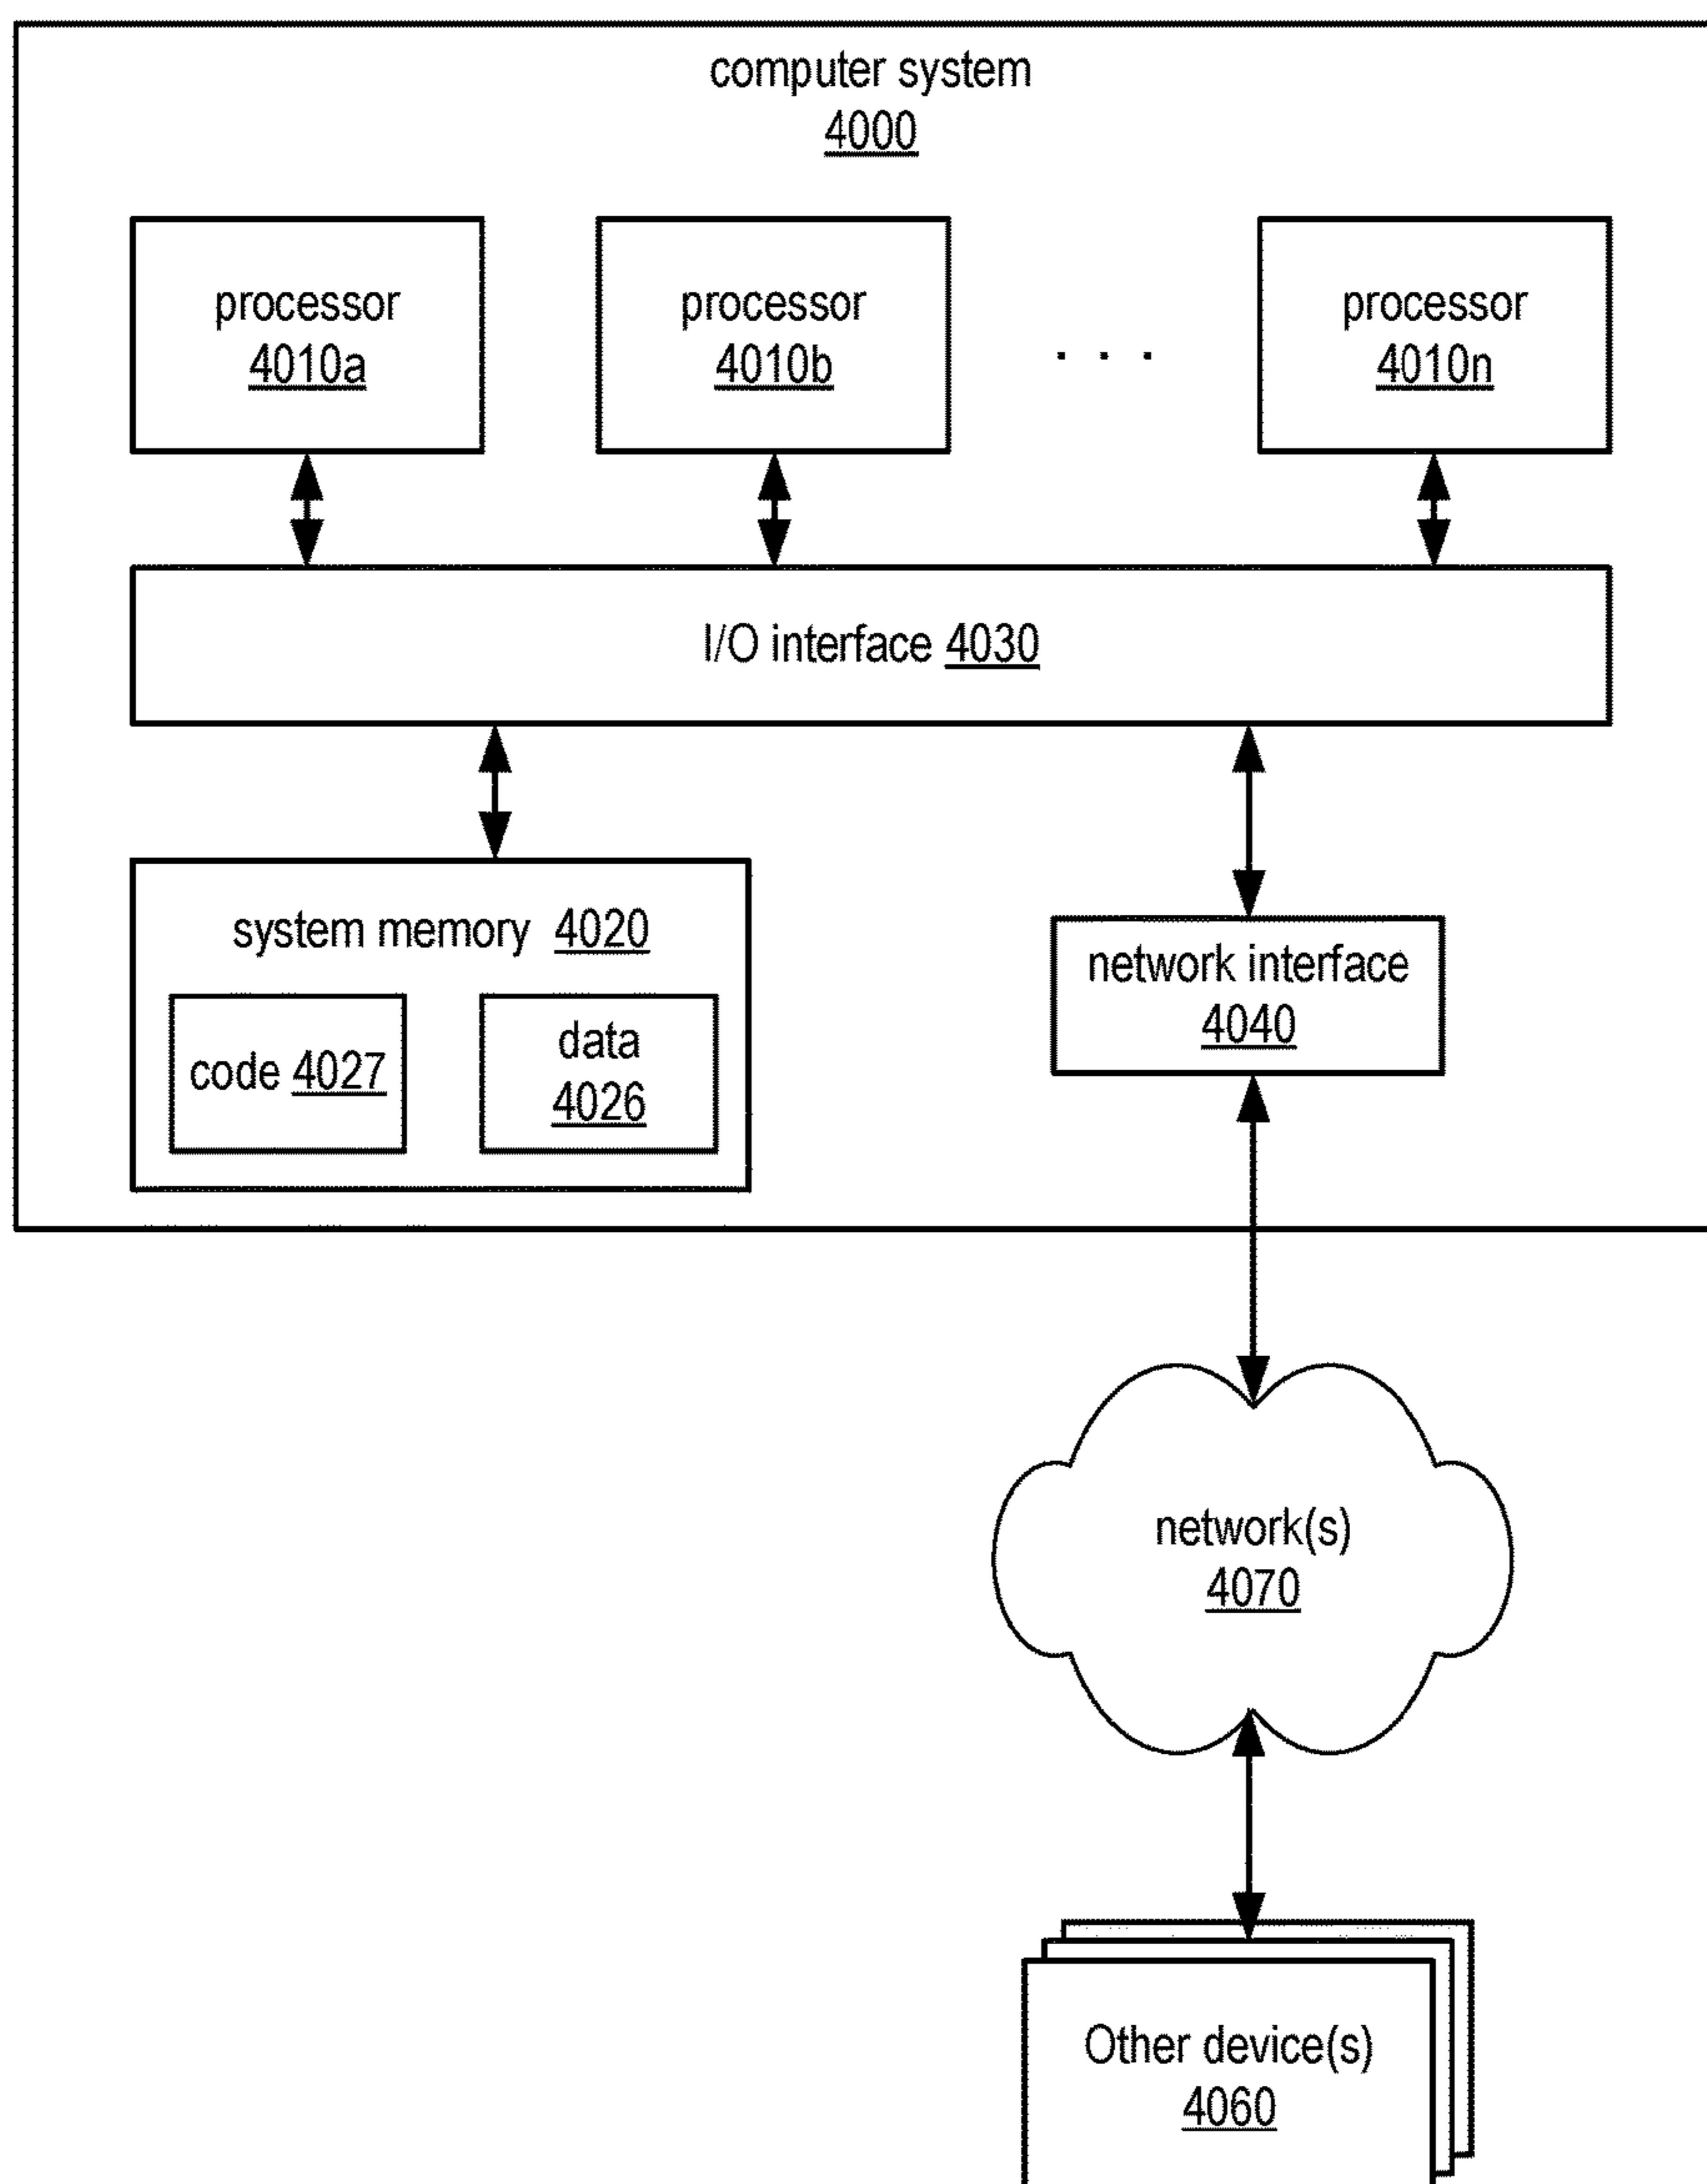 computer system
4000
processor
4010a
processor
4010b
. . .
processor
4010n
I/O interface 4030
system memory 4020
code 4027
data
4026
network interface
4040
network(s)
4070
Other device(s)
4060